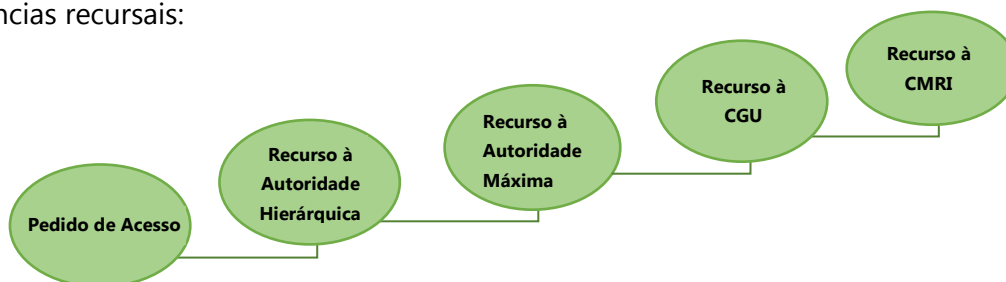 ncias recursais:
Pedido de Acesso
Recurso à
Autoridade
Hierárquica
Recurso à
Autoridade
Máxima
Recurso à
CGU
Recurso à
CMRI